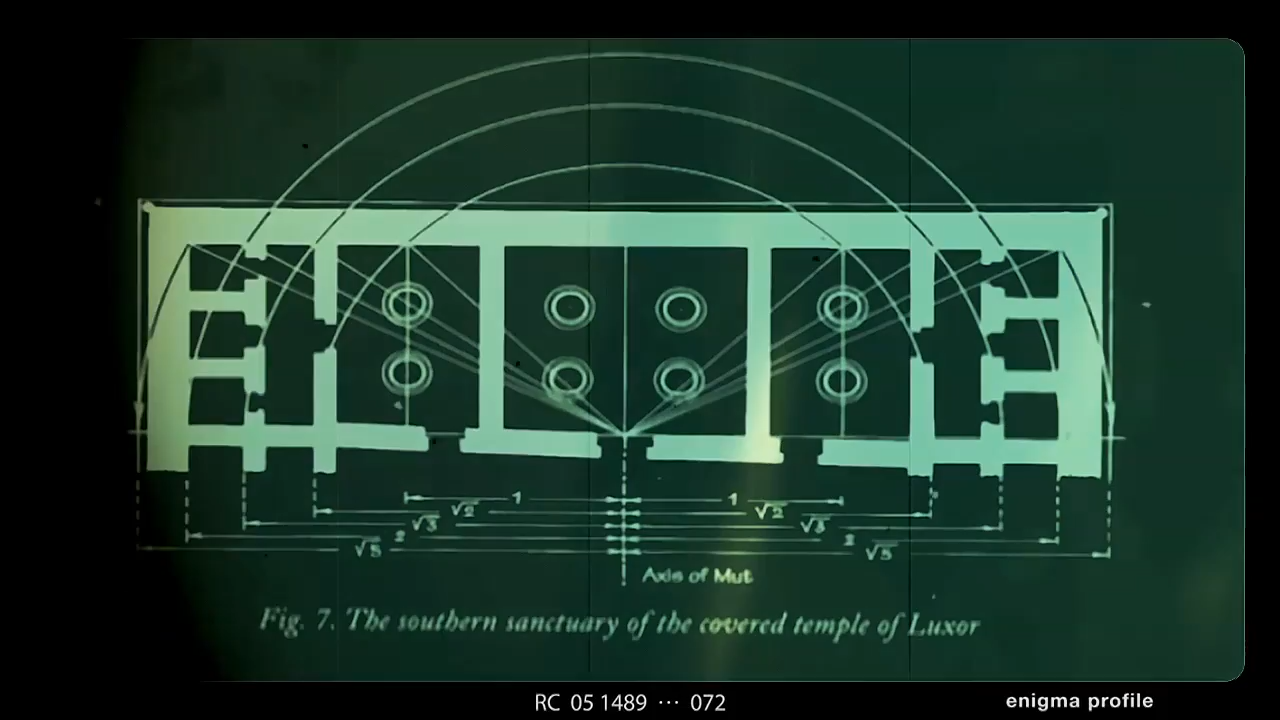 1 1
√2 √2
√3 √3
2 2
√5 √5
Axis of Mut
Fig. 7. The southern sanctuary of the covered temple of Luxor
RC 05 1489 ··· 072
enigma profile